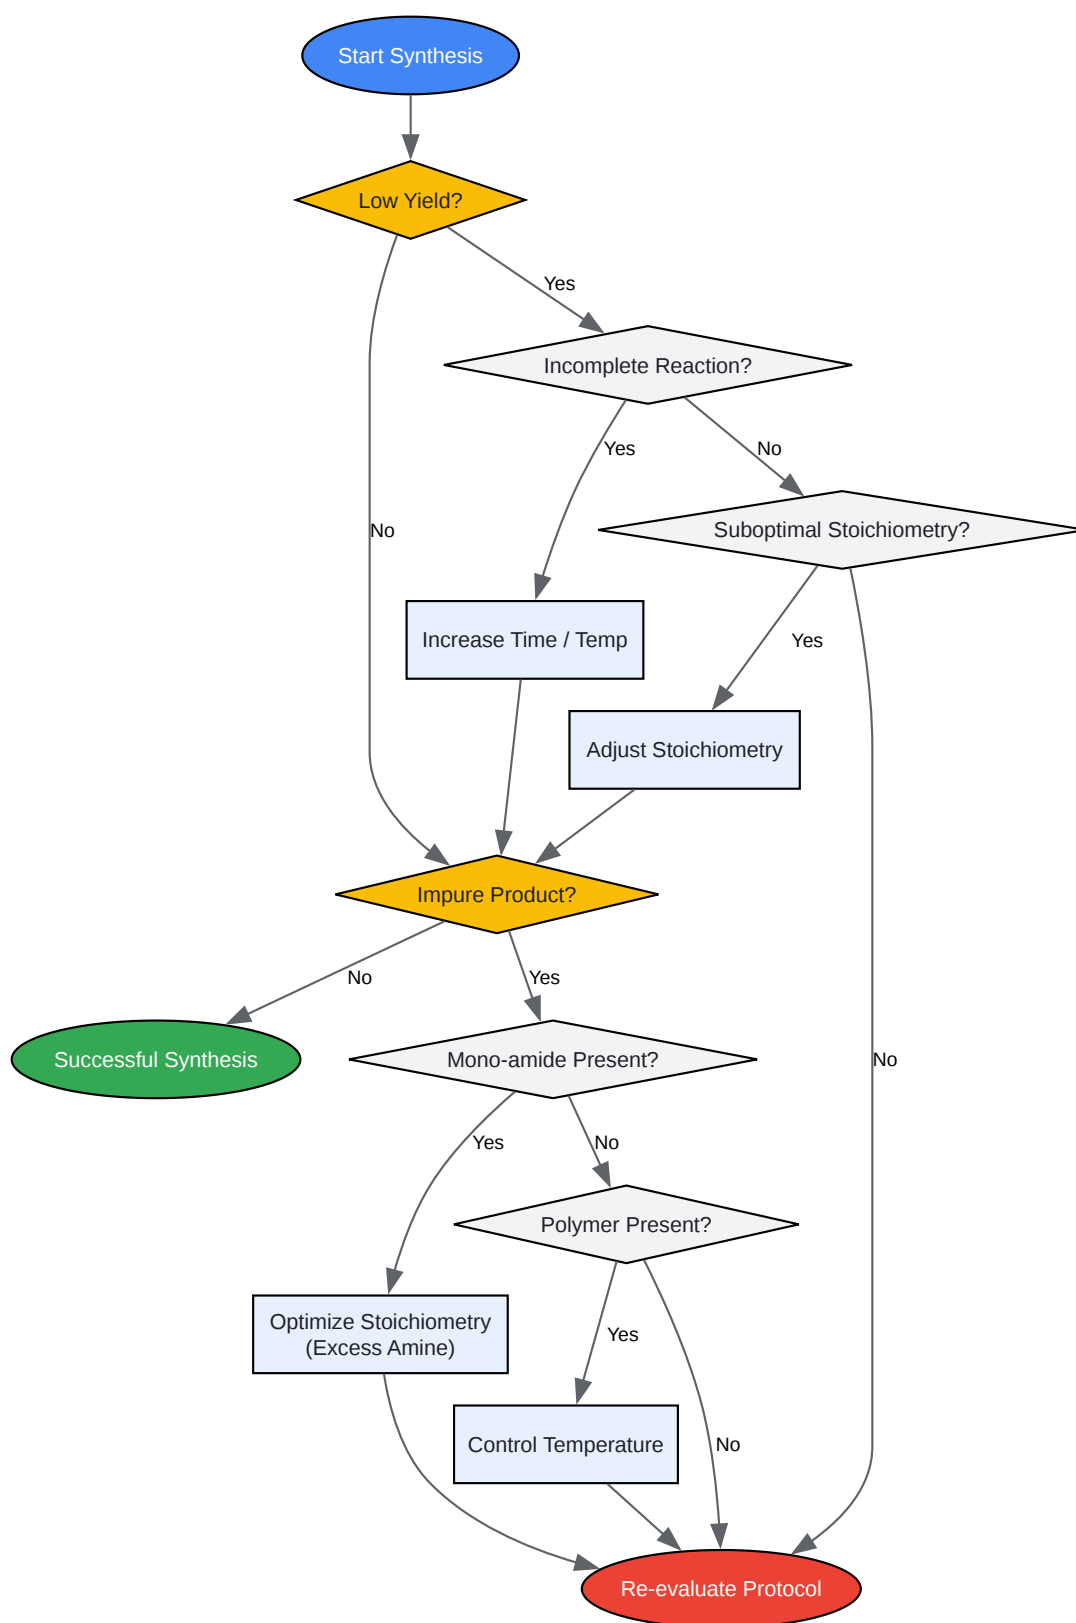 Start Synthesis
Low Yield?
Yes
Incomplete Reaction?
Yes
No
No
Suboptimal Stoichiometry?
Increase Time / Temp
Yes
Adjust Stoichiometry
Impure Product?
No
Yes
Successful Synthesis
Mono-amide Present?
No
Yes
No
Polymer Present?
Optimize Stoichiometry
(Excess Amine)
Yes
Control Temperature
No
Re-evaluate Protocol